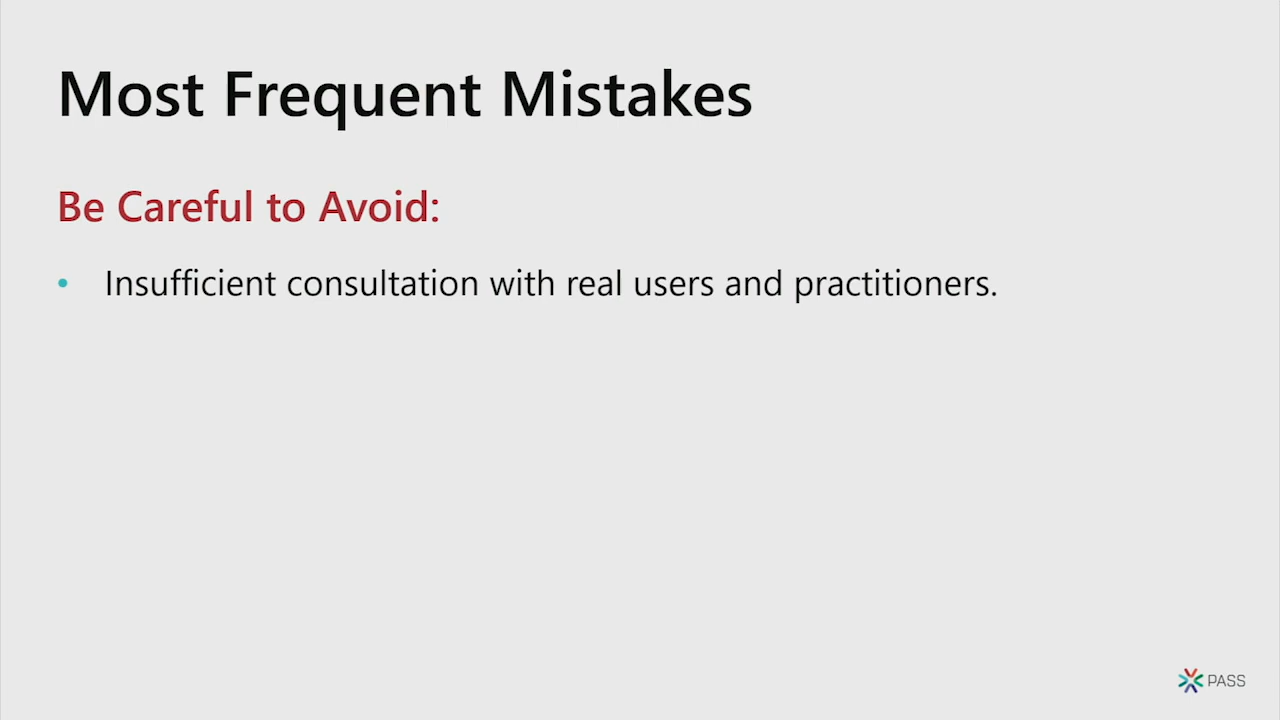 Most Frequent Mistakes
Be Careful to Avoid:
• Insufficient consultation with real users and practitioners.
PASS